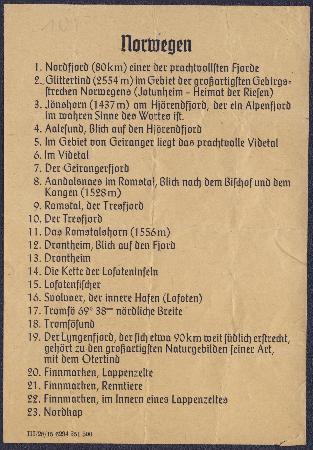 Norwegen
1. Nordfjord (80km) einer der prachtvollsten Fjorde
2. Glittertind (2554 m) im Gebiet der großartigsten Gebirgs-
strecken Norwegens (Jotunheim - Heimat der Riesen)
3. Jönshorn (1437 m) am Hjörendfjord, der ein Alpenfjord
im wahren Sinne des Wortes ist.
4. Aalesund, Blick auf den Hjörendfjord
5. Im Gebiet von Geiranger liegt das prachtvolle Videtal
6. Im Videtal
7. Der Geirangerfjord
8. Aandalsnaes im Romstal, Blick nach dem Bischof und dem
Kongen (1528 m)
9. Romstal, der Tresfjord
10. Der Tresfjord
11. Das Romstalshorn (1556 m)
12. Drontheim, Blick auf den Fjord
13. Drontheim
14. Die Kette der Lofoteninseln
15. Lofotenfischer
16. Svolvaer, der innere Hafen (Lofoten)
17. Tromsö 69° 38 nördliche Breite
18. Tromsösund
19. Der Lyngenfjord, der sich etwa 90 km weit südlich erstreckt,
gehört zu den großartigsten Naturgebilden seiner Art,
mit dem Otertind
20. Finnmarken, Lappenzelte
21. Finnmarken, Renntiere
22. Finnmarken, im Innern eines Lappenzeltes
23. Nordkap
6294 351 500